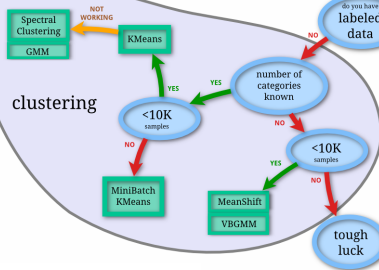 do you have
labeled
data
NOT
WORKING
Spectral
Clustering
GMM
KMeans
NO
number of
categories
known
YES
YES
clustering
<10K
samples
NO
NO
<10K
samples
YES
NO
MiniBatch
KMeans
MeanShift
VBGMM
tough
luck